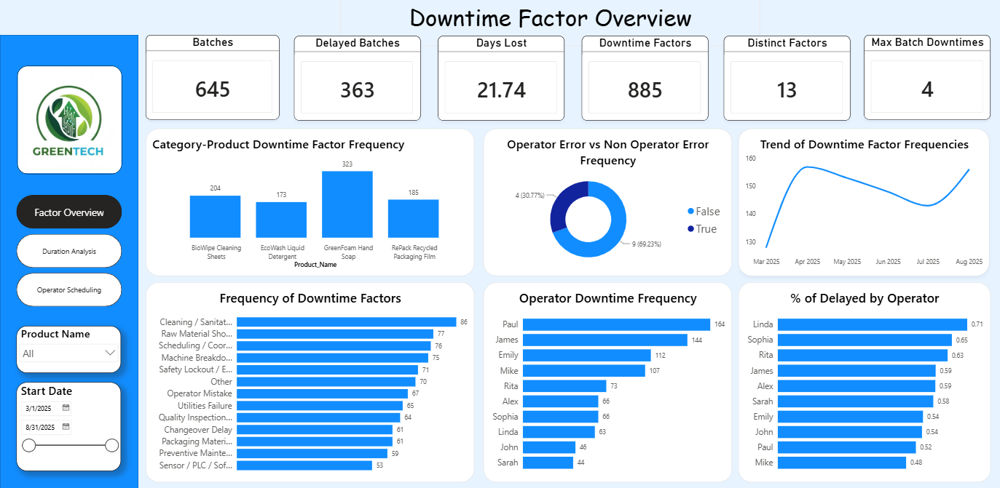 Downtime Factor Overview
GREENTECH
Factor Overview
Duration Analysis
Operator Scheduling
Product Name
All
Start Date
3/1/2025
8/31/2025
Batches
645
Delayed Batches
363
Days Lost
21.74
Downtime Factors
885
Distinct Factors
13
Max Batch Downtimes
4
Category-Product Downtime Factor Frequency
204
173
323
185
BioWipe Cleaning
Sheets
EcoWash Liquid
Detergent
GreenFoam Hand
Soap
RePack Recycled
Packaging Film
Product_Name
Operator Error vs Non Operator Error
Frequency
4 (30.77%)
9 (69.23%)
False
True
Trend of Downtime Factor Frequencies
160
150
140
130
Mar 2025 Apr 2025 May 2025 Jun 2025 Jul 2025 Aug 2025
Frequency of Downtime Factors
Cleaning / Sanitat... 86
Raw Material Sho... 77
Scheduling / Coor... 76
Machine Breakdo... 75
Safety Lockout / E... 71
Other 70
Operator Mistake 67
Utilities Failure 65
Quality Inspection... 64
Changeover Delay 61
Packaging Materi... 61
Preventive Mainte... 59
Sensor / PLC / Sof... 53
Operator Downtime Frequency
Paul 164
James 144
Emily 112
Mike 107
Rita 73
Alex 66
Sophia 66
Linda 63
John 46
Sarah 44
% of Delayed by Operator
Linda 0.71
Sophia 0.65
Rita 0.63
James 0.59
Alex 0.59
Sarah 0.58
Emily 0.54
John 0.54
Paul 0.52
Mike 0.48